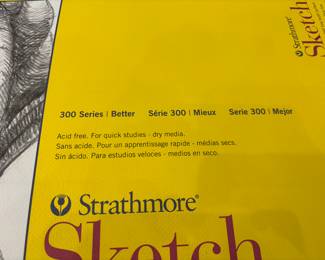 Strathmore®
Sketch
300 Series | Better Série 300 | Mieux Serie 300 | Mejor
Acid free. For quick studies - dry media.
Sans acide. Pour un apprentissage rapide - médias secs.
Sin ácido. Para estudios veloces - medios en seco.
Strathmore®
Sketch